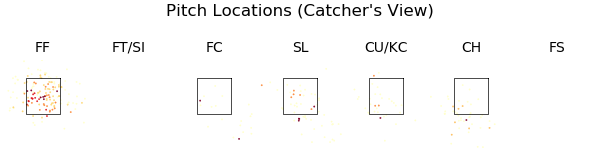 Pitch Locations (Catcher's View)
FF FT/SI FC SL CU/KC CH FS